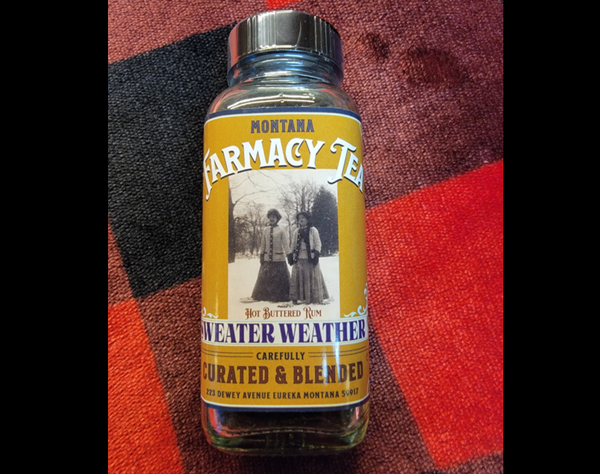 MONTANA
FARMACY TEA
HOT BUTTERED RUM
SWEATER WEATHER
CAREFULLY
CURATED & BLENDED
223 DEWEY AVENUE EUREKA MONTANA 59917